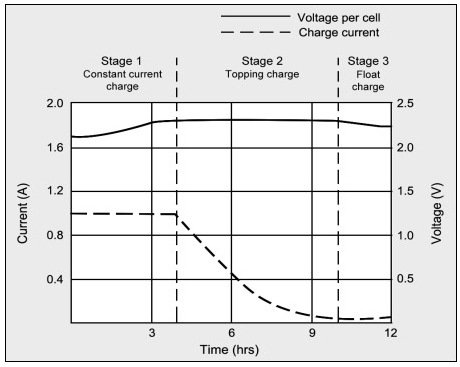 Voltage per cell
Charge current
Stage 1
Constant current
charge
Stage 2
Topping charge
Stage 3
Float
charge
2.0
1.6
1.2
0.8
0.4
Current (A)
2.5
2.0
1.5
1.0
0.5
Voltage (V)
3
6
9
12
Time (hrs)